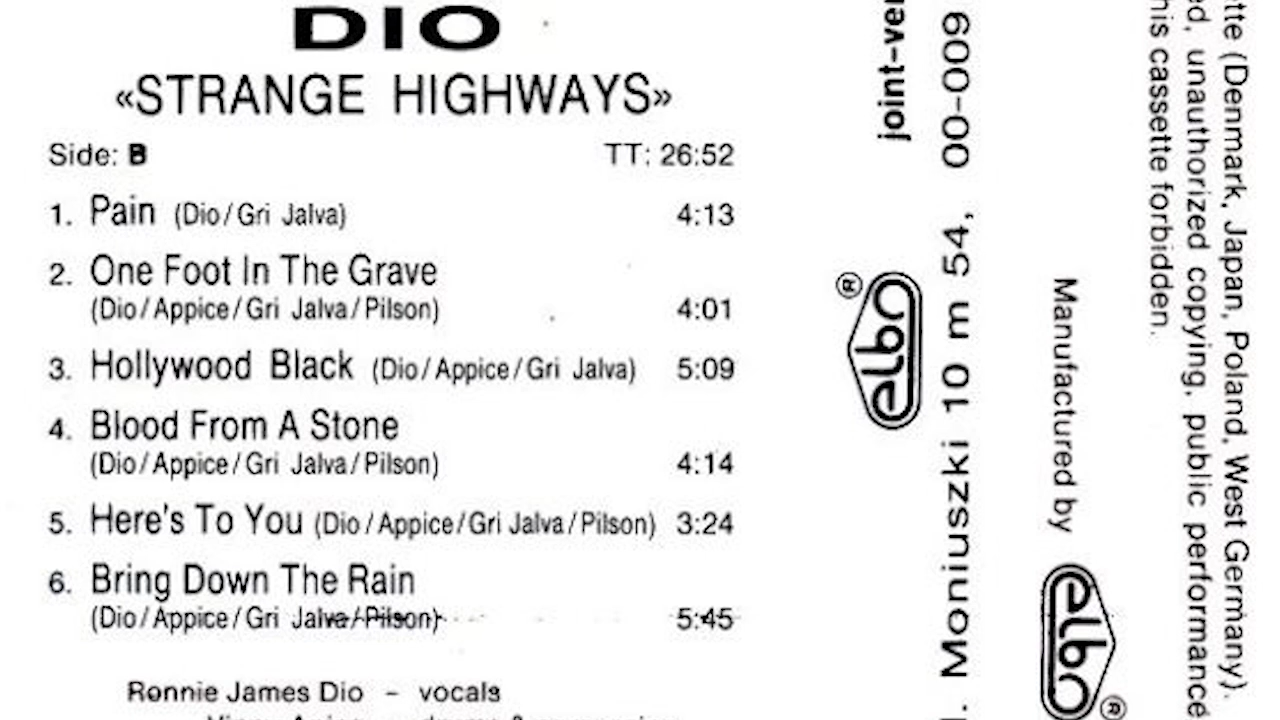 DIO
«STRANGE HIGHWAYS»
Side: B TT: 26:52
1. Pain (Dio/Gri Jalva) 4:13
2. One Foot In The Grave
(Dio/Appice/Gri Jalva/Pilson) 4:01
3. Hollywood Black (Dio/Appice/Gri Jalva) 5:09
4. Blood From A Stone
(Dio/Appice/Gri Jalva/Pilson) 4:14
5. Here's To You (Dio/Appice/Gri Jalva/Pilson) 3:24
6. Bring Down The Rain
(Dio/Appice/Gri Jalva/Pilson) 5:45
Ronnie James Dio - vocals
joint-ver
elbo ®
Moniuszki 10 m 54, 00-009
Manufactured by elbo ®
(Denmark, Japan, Poland, West Germany).
unauthorized copying, public performance
cassette forbidden.